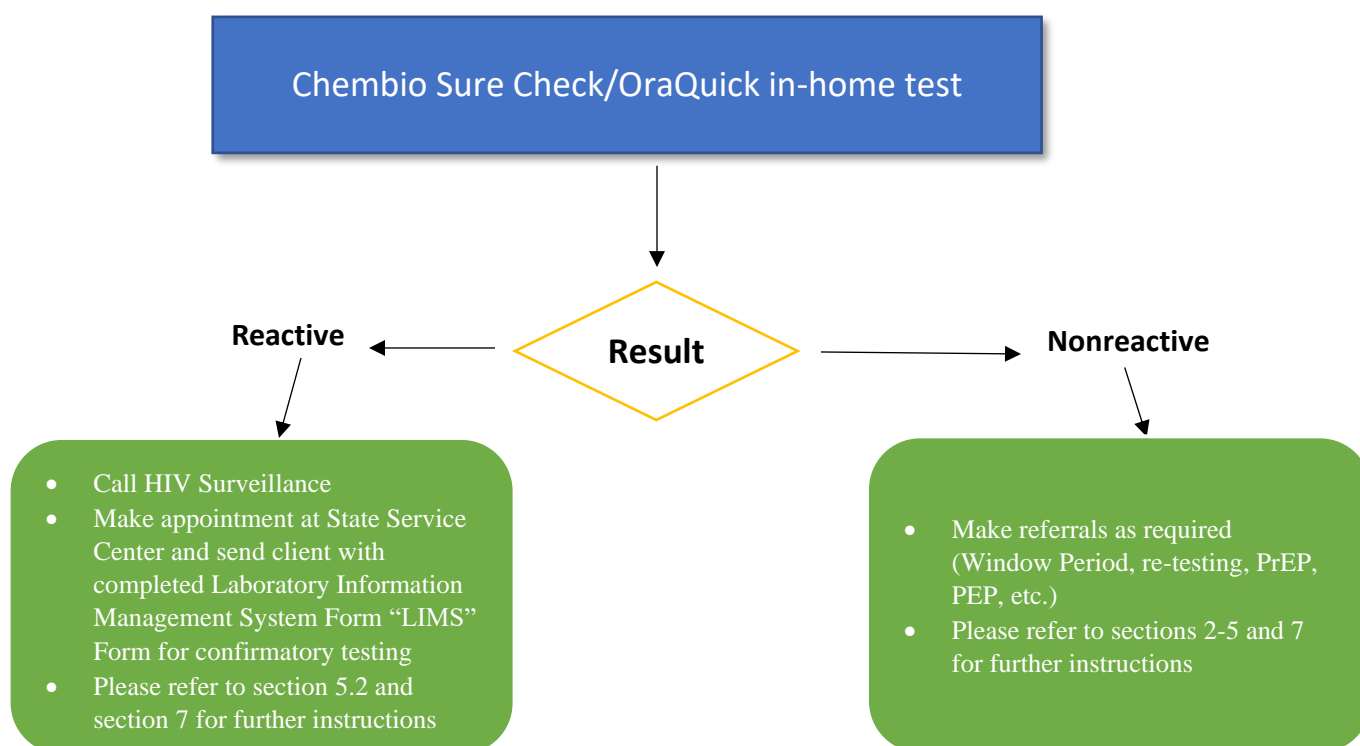 Chembio Sure Check/OraQuick in-home test
Result
Reactive
Nonreactive
• Call HIV Surveillance
• Make appointment at State Service
Center and send client with
completed Laboratory Information
Management System Form “LIMS”
Form for confirmatory testing
• Please refer to section 5.2 and
section 7 for further instructions
• Make referrals as required
(Window Period, re-testing, PrEP,
PEP, etc.)
• Please refer to sections 2-5 and 7
for further instructions